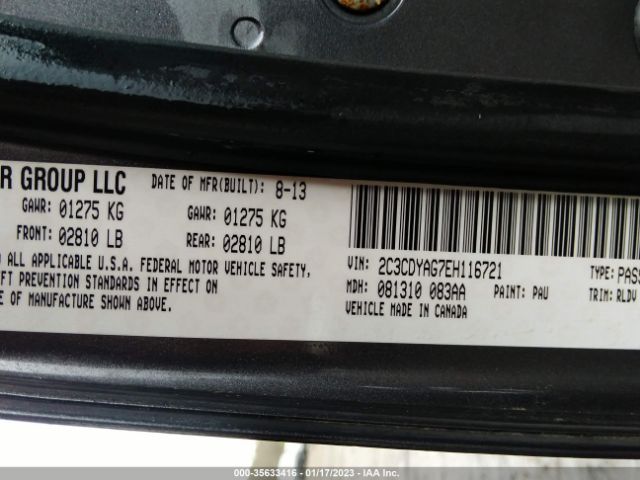 R GROUP LLC
DATE OF MFR(BUILT): 8-13
GAWR: 01275 KG
GAWR: 01275 KG
FRONT: 02810 LB
REAR: 02810 LB
ALL APPLICABLE U.S.A. FEDERAL MOTOR VEHICLE SAFETY,
FT PREVENTION STANDARDS IN EFFECT ON
E OF MANUFACTURE SHOWN ABOVE.
VIN: 2C3CDYAG7EH116721
TYPE: PASS
MDH: 081310 083AA
PAINT: PAU
TRIM: RLDV
VEHICLE MADE IN CANADA
000-35633416 - 01/17/2023 - IAA Inc.